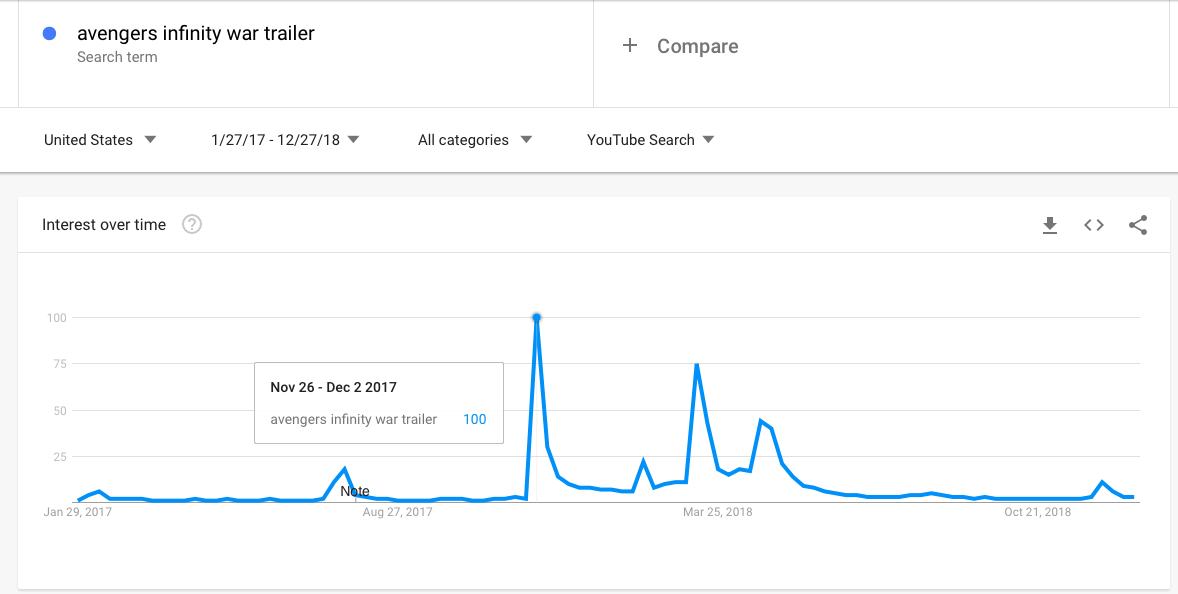 avengers infinity war trailer
Search term
+ Compare
United States
1/27/17 - 12/27/18
All categories
YouTube Search
Interest over time
?
100
75
50
25
Nov 26 - Dec 2 2017
avengers infinity war trailer 100
Note
Jan 29, 2017
Aug 27, 2017
Mar 25, 2018
Oct 21, 2018